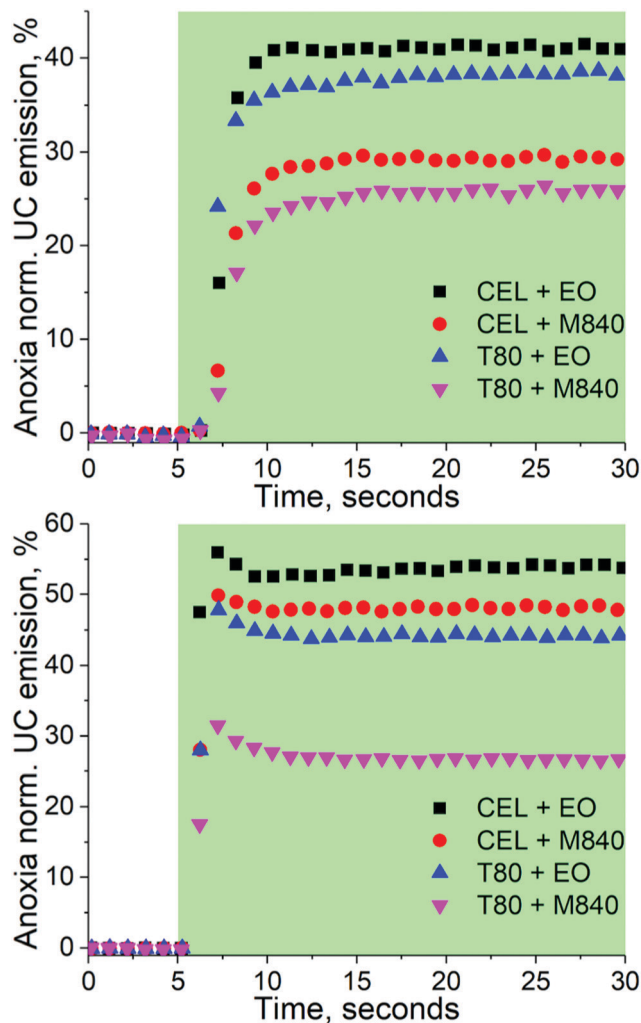 Anoxia norm. UC emission, %
40
30
20
10
0
CEL + EO
CEL + M840
T80 + EO
T80 + M840
0 5 10 15 20 25 30
Time, seconds
Anoxia norm. UC emission, %
60
50
40
30
20
10
0
CEL + EO
CEL + M840
T80 + EO
T80 + M840
0 5 10 15 20 25 30
Time, seconds